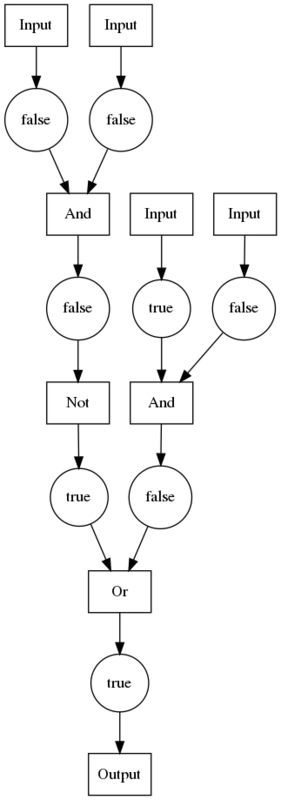 Input Input
false false
And Input Input
false true false
Not And
true false
Or
true
Output